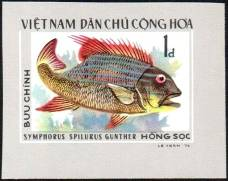 VIỆT NAM DÂN CHỦ CỘNG HÒA
1đ
BƯU CHÍNH
SYMPHORUS SPILURUS GUNTHER HỒNG SỌC